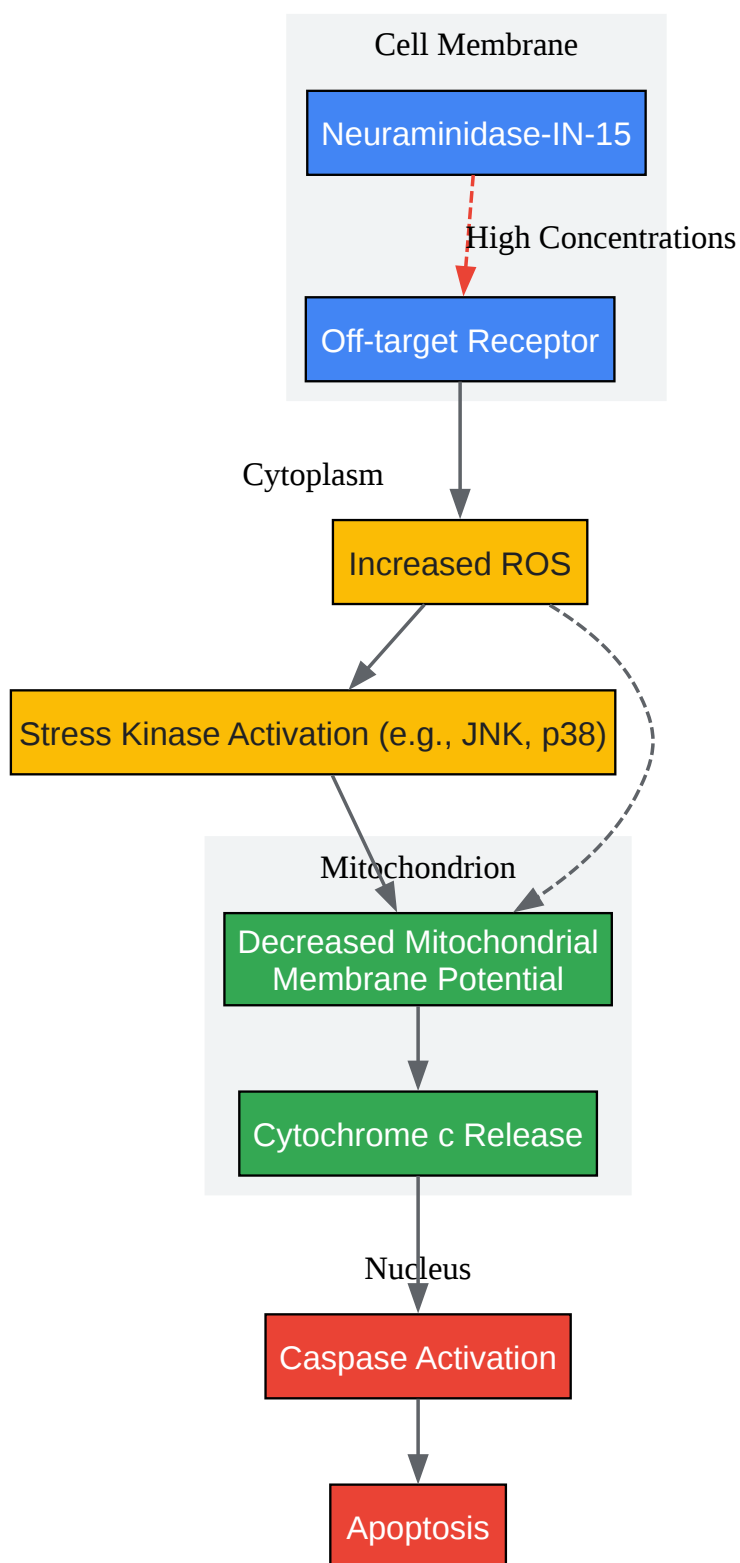 Cell Membrane
Neuraminidase-IN-15
High Concentrations
Off-target Receptor
Cytoplasm
Increased ROS
Stress Kinase Activation (e.g., JNK, p38)
Mitochondrion
Decreased Mitochondrial
Membrane Potential
Cytochrome c Release
Nucleus
Caspase Activation
Apoptosis